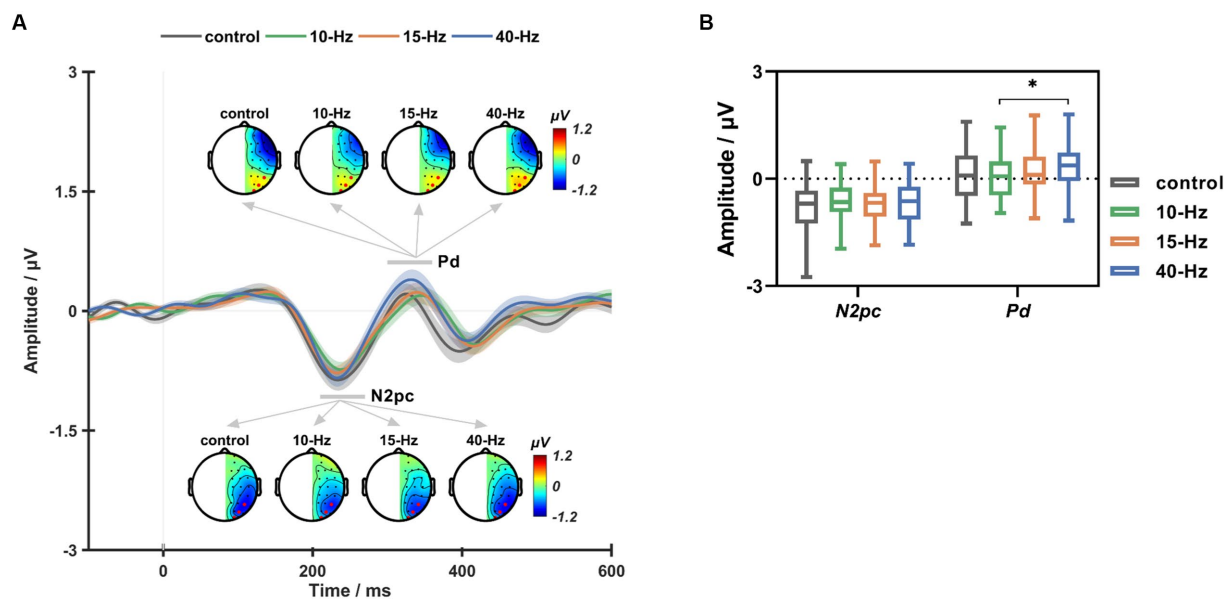 A
control 10-Hz 15-Hz 40-Hz
3
1.5
0
-1.5
-3
Amplitude / µV
control 10-Hz 15-Hz 40-Hz µV
1.2
0
-1.2
Pd
N2pc
control 10-Hz 15-Hz 40-Hz µV
1.2
0
-1.2
0 200 400 600
Time / ms
B
3
0
-3
Amplitude / µV
*
N2pc Pd
control
10-Hz
15-Hz
40-Hz